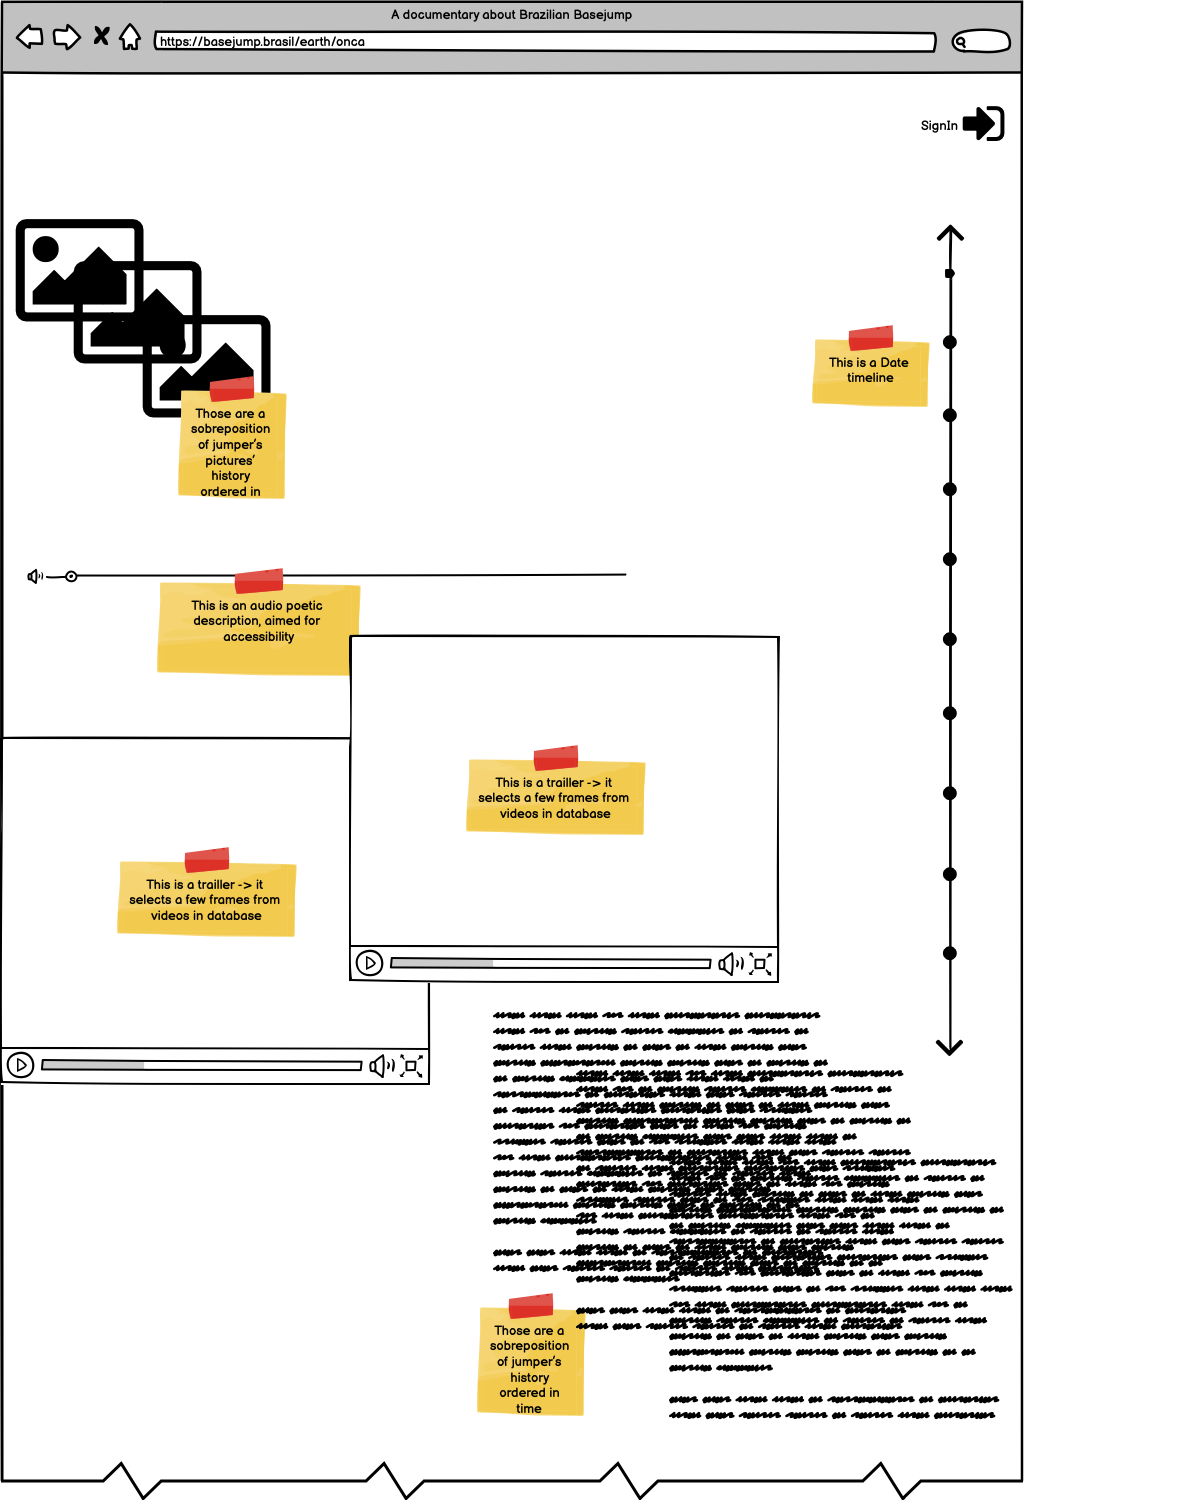 A documentary about Brazilian Basejump
https://basejump.brasil/earth/onca
SignIn
This is a Date
timeline
Those are a
sobreposition
of jumper's
pictures'
history
ordered in
This is an audio poetic
description, aimed for
accessibility
This is a trailler -> it
selects a few frames from
videos in database
This is a trailler -> it
selects a few frames from
videos in database
Those are a
sobreposition
of jumper's
history
ordered in
time